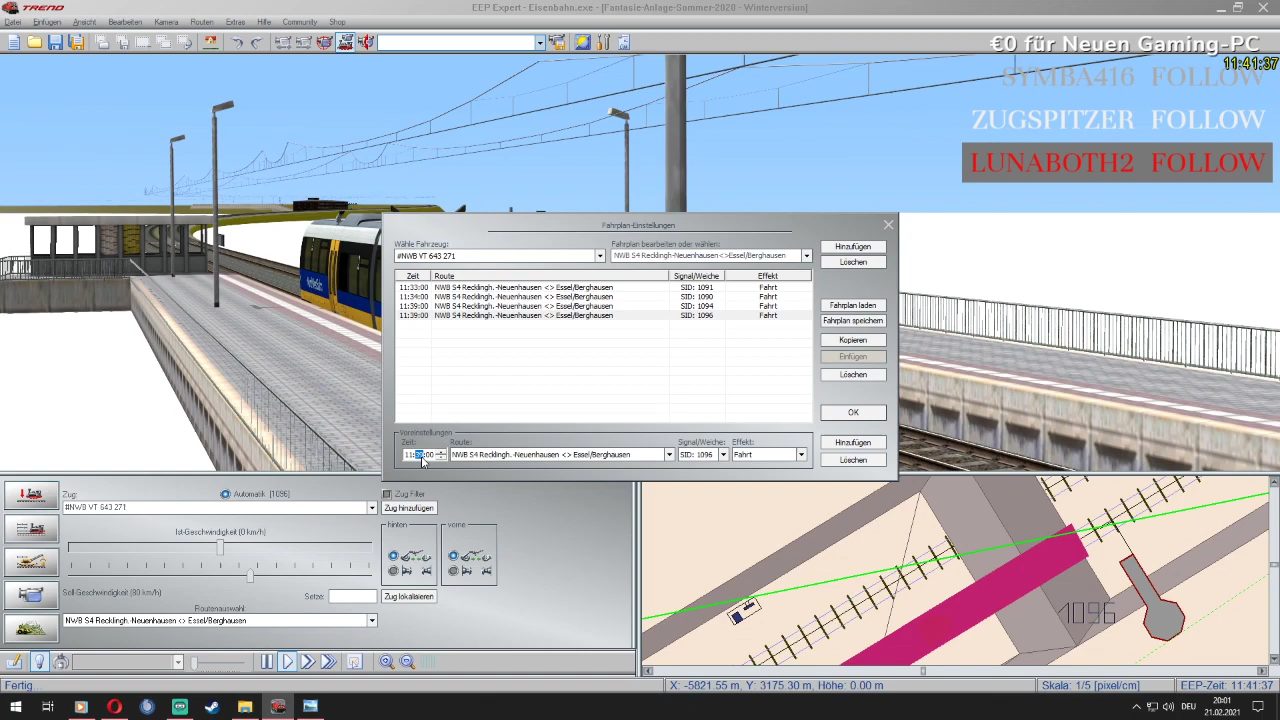 TREND
EEP Expert - Eisenbahn.exe - [Fantasie-Anlage-Sommer-2028 - Winterversion]
Datei Einfügen Ansicht Bearbeiten Kamera Routen Extras Hilfe Community Shop
€0 für Neuen Gaming-PC
11:41:37
SYMBA416 FOLLOW
ZUGSPITZER FOLLOW
LUNABOTH2 FOLLOW
Fahrplan-Einstellungen
Wähle Fahrzeug: Fahrplan bearbeiten oder wählen: Hinzufügen
#NWB VT 643 271 NWB S4 Recklingh-Neuenhausen<>Essel/Berghausen Löschen
Zeit Route Signal/Weiche Effekt
11:33:00 NWB S4 Recklingh.-Neuenhausen <> Essel/Berghausen SID: 1091 Fahrt
11:34:00 NWB S4 Recklingh.-Neuenhausen <> Essel/Berghausen SID: 1090 Fahrt
11:39:00 NWB S4 Recklingh.-Neuenhausen <> Essel/Berghausen SID: 1094 Fahrt
11:39:00 NWB S4 Recklingh.-Neuenhausen <> Essel/Berghausen SID: 1096 Fahrt
Fahrplan laden
Fahrplan speichern
Kopieren
Einfügen
Löschen
OK
Voreinstellungen
Zeit: Route: Signal/Weiche: Effekt: Hinzufügen
11:39:00 NWB S4 Recklingh.-Neuenhausen <> Essel/Berghausen SID: 1096 Fahrt Löschen
Zug: Automatik [1096] Zug Filter
#NWB VT 643 271 Zug hinzufügen
Ist-Geschwindigkeit (0 km/h) hinten vorne
Soll-Geschwindigkeit (80 km/h) Setze: Zug lokalisieren
Routenauswahl
NWB S4 Recklingh.-Neuenhausen <> Essel/Berghausen
1096
Fertig... X: -5821.55 m, Y: 3175.30 m, Höhe: 0.00 m Skala: 1/5 [pixel/cm] EEP-Zeit: 11:41:37
DEU 20:01
21.02.2021